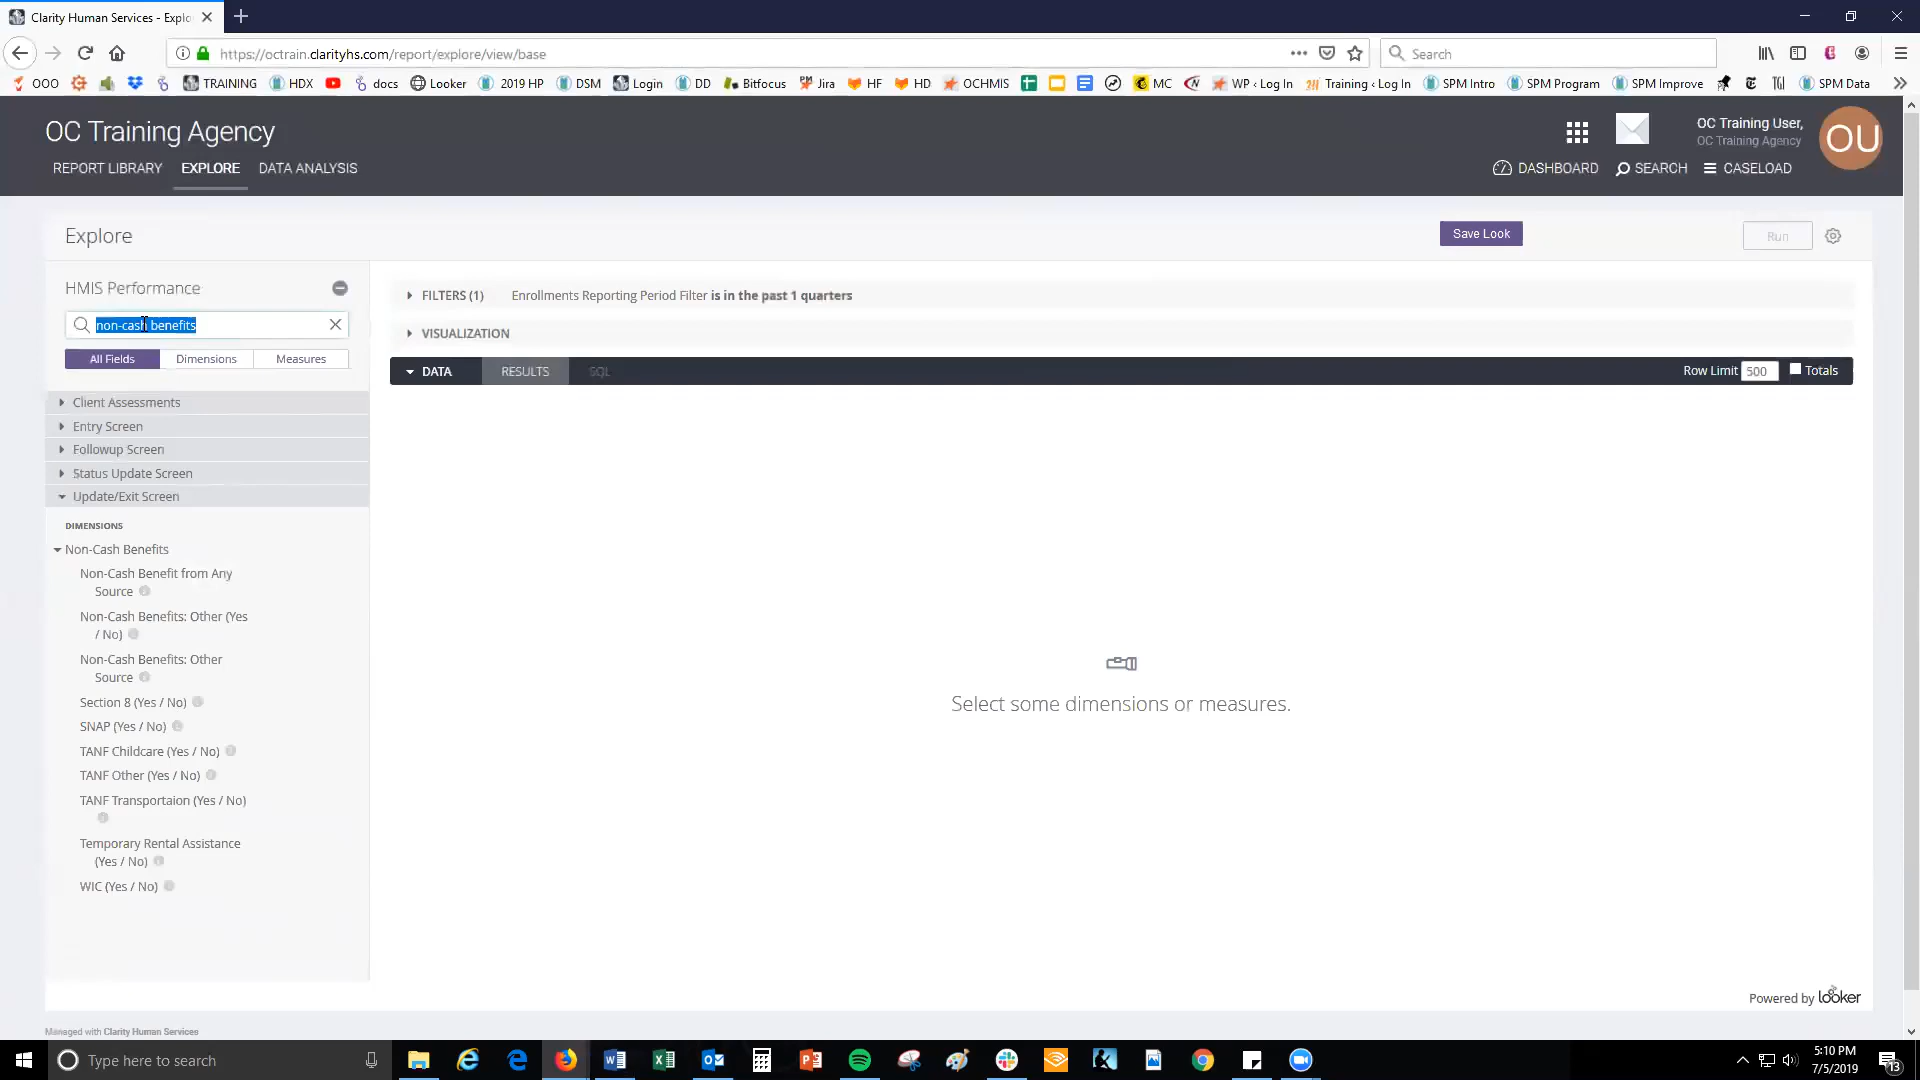 Clarity Human Services - Explo
https://octrain.clarityhs.com/report/explore/view/base
Search
OOO TRAINING HDX docs Looker 2019 HP DSM Login DD Bitfocus Jira HF HD OCHMIS MC WP ‹ Log In Training ‹ Log In SPM Intro SPM Program SPM Improve SPM Data
OC Training Agency
OC Training User,
OC Training Agency
OU
REPORT LIBRARY EXPLORE DATA ANALYSIS
DASHBOARD SEARCH CASELOAD
Explore
Save Look
Run
HMIS Performance
non-cash benefits
All Fields Dimensions Measures
FILTERS (1) Enrollments Reporting Period Filter is in the past 1 quarters
VISUALIZATION
DATA RESULTS SQL
Row Limit 500 Totals
Client Assessments
Entry Screen
Followup Screen
Status Update Screen
Update/Exit Screen
DIMENSIONS
Non-Cash Benefits
Non-Cash Benefit from Any
Source
Non-Cash Benefits: Other (Yes
/ No)
Non-Cash Benefits: Other
Source
Section 8 (Yes / No)
SNAP (Yes / No)
TANF Childcare (Yes / No)
TANF Other (Yes / No)
TANF Transportaion (Yes / No)
Temporary Rental Assistance
(Yes / No)
WIC (Yes / No)
Select some dimensions or measures.
Powered by looker
Managed with Clarity Human Services
Type here to search
5:10 PM
7/5/2019
13